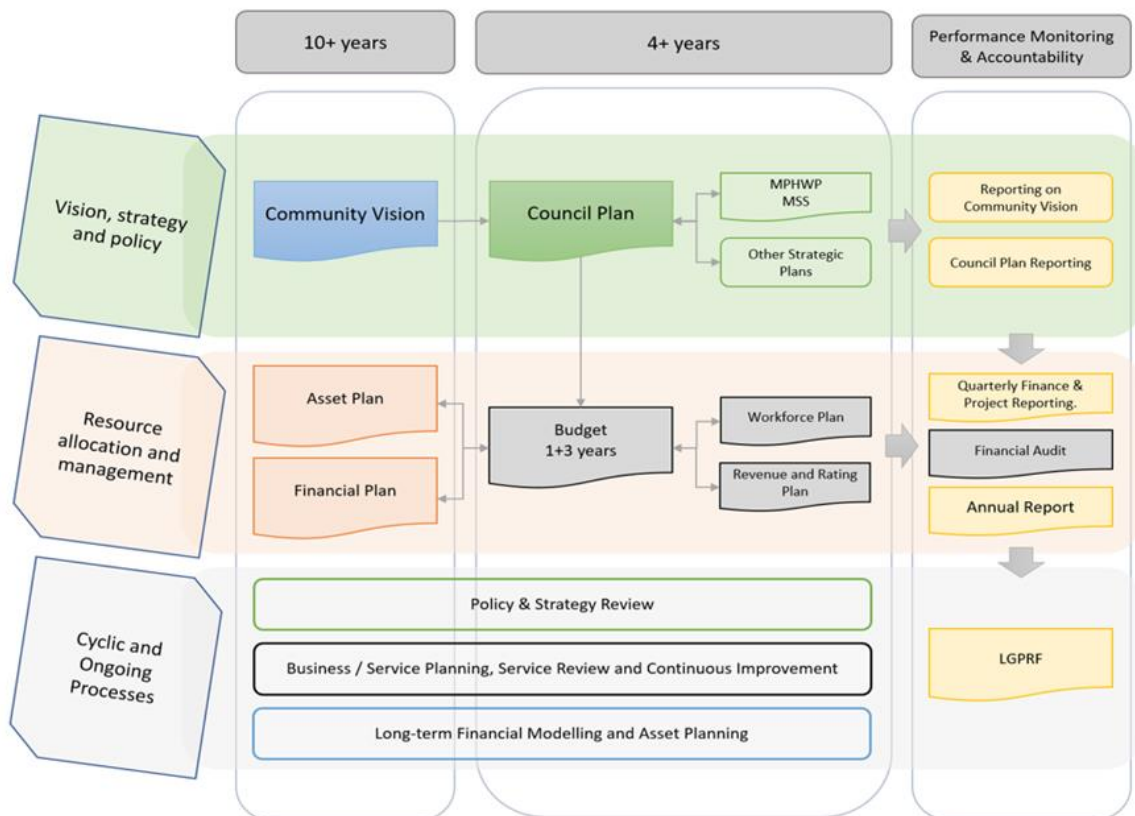 10+ years
4+ years
Performance Monitoring
& Accountability
Vision, strategy
and policy
Community Vision
Council Plan
MPHWP
MSS
Other Strategic
Plans
Reporting on
Community Vision
Council Plan Reporting
Resource
allocation and
management
Asset Plan
Financial Plan
Budget
1+3 years
Workforce Plan
Revenue and Rating
Plan
Quarterly Finance &
Project Reporting.
Financial Audit
Annual Report
Cyclic and
Ongoing
Processes
Policy & Strategy Review
Business / Service Planning, Service Review and Continuous Improvement
Long-term Financial Modelling and Asset Planning
LGPRF